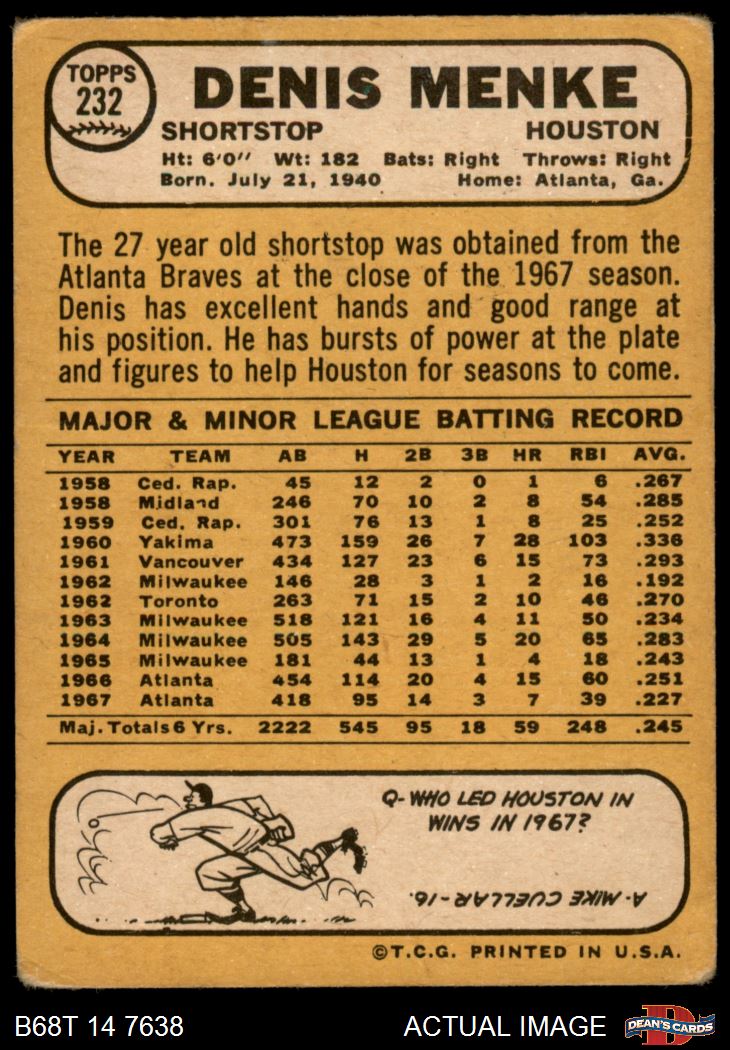 TOPPS
232
DENIS MENKE
SHORTSTOP HOUSTON
Ht: 6'0" Wt: 182 Bats: Right Throws: Right
Born. July 21, 1940 Home: Atlanta, Ga.
The 27 year old shortstop was obtained from the
Atlanta Braves at the close of the 1967 season.
Denis has excellent hands and good range at
his position. He has bursts of power at the plate
and figures to help Houston for seasons to come.
MAJOR & MINOR LEAGUE BATTING RECORD
YEAR TEAM AB H 2B 3B HR RBI AVG.
1958 Ced. Rap. 45 12 2 0 1 6 .267
1958 Midland 246 70 10 2 8 54 .285
1959 Ced. Rap. 301 76 13 1 8 25 .252
1960 Yakima 473 159 26 7 28 103 .336
1961 Vancouver 434 127 23 6 15 73 .293
1962 Milwaukee 146 28 3 1 2 16 .192
1962 Toronto 263 71 15 2 10 46 .270
1963 Milwaukee 518 121 16 4 11 50 .234
1964 Milwaukee 505 143 29 5 20 65 .283
1965 Milwaukee 181 44 13 1 4 18 .243
1966 Atlanta 454 114 20 4 15 60 .251
1967 Atlanta 418 95 14 3 7 39 .227
Maj. Totals 6 Yrs. 2222 545 95 18 59 248 .245
Q-WHO LED HOUSTON IN
WINS IN 1967?
A-MIKE CUELLAR-16.
©T.C.G. PRINTED IN U.S.A.
B68T 14 7638 ACTUAL IMAGE
D
DEAN'S CARDS